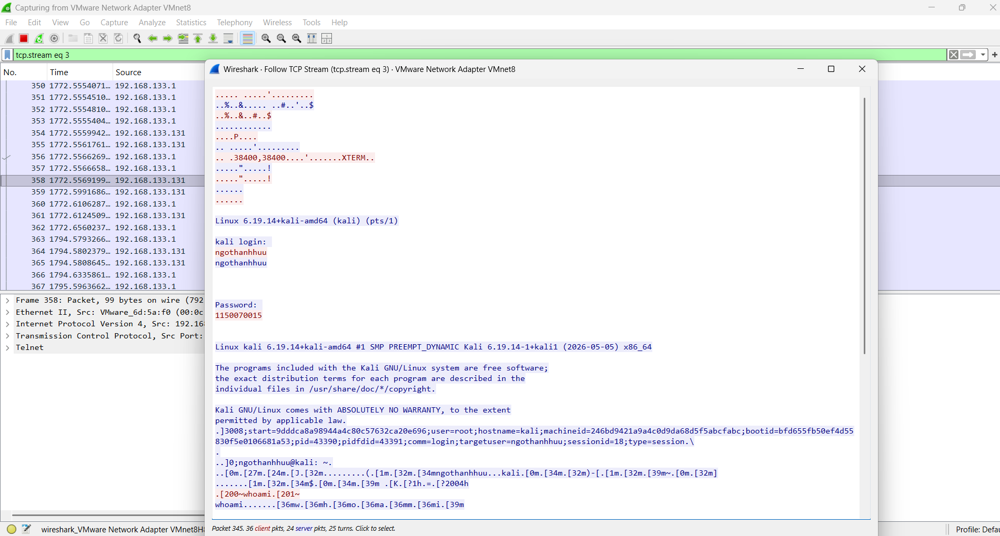 Capturing from VMware Network Adapter VMnet8
File Edit View Go Capture Analyze Statistics Telephony Wireless Tools Help
tcp.stream eq 3
No. Time Source
350 1772.5554071… 192.168.133.1
351 1772.5554510… 192.168.133.1
352 1772.5554810… 192.168.133.1
353 1772.5555404… 192.168.133.1
354 1772.5559942… 192.168.133.131
355 1772.5561761… 192.168.133.131
356 1772.5566269… 192.168.133.1
357 1772.5566658… 192.168.133.1
358 1772.5569199… 192.168.133.131
359 1772.5991686… 192.168.133.131
360 1772.6106287… 192.168.133.1
361 1772.6124509… 192.168.133.131
362 1772.6560237… 192.168.133.1
363 1794.5793266… 192.168.133.1
364 1794.5802379… 192.168.133.131
365 1794.5808645… 192.168.133.131
366 1794.6335861… 192.168.133.1
367 1795.5963662… 192.168.133.1
Frame 358: Packet, 99 bytes on wire (792
Ethernet II, Src: VMware_6d:5a:f0 (00:0c
Internet Protocol Version 4, Src: 192.16
Transmission Control Protocol, Src Port:
Telnet
Wireshark · Follow TCP Stream (tcp.stream eq 3) · VMware Network Adapter VMnet8
..... .....'.........
..%..&..... ..#..'..$
..%..&..#..$
............
....P....
.. .....'.........
.. .38400,38400....'.......XTERM..
.....".....!
.....".....!
......
......
Linux 6.19.14+kali-amd64 (kali) (pts/1)
kali login:
ngothanhhuu
ngothanhhuu
Password:
1150070015
Linux kali 6.19.14+kali-amd64 #1 SMP PREEMPT_DYNAMIC Kali 6.19.14-1+kali1 (2026-05-05) x86_64
The programs included with the Kali GNU/Linux system are free software;
the exact distribution terms for each program are described in the
individual files in /usr/share/doc/*/copyright.
Kali GNU/Linux comes with ABSOLUTELY NO WARRANTY, to the extent
permitted by applicable law.
.]3008;start=9dddca8a98944a4c80c57632ca20e696;user=root;hostname=kali;machineid=246bd9421a9a4c0d9da68d5f5abcfabc;bootid=bfd655fb50ef4d55
830f5e0106681a53;pid=43390;pidfdid=43391;comm=login;targetuser=ngothanhhuu;sessionid=18;type=session.\
.
..]0;ngothanhhuu@kali: ~.
..[0m.[27m.[24m.[J.[32m.........(.[1m.[32m.[34mngothanhhuu...kali.[0m.[34m.[32m)-[.[1m.[32m.[39m~.[0m.[32m]
.......[1m.[32m.[34m$.[0m.[34m.[39m .[K.[?1h.=.[?2004h
.[200~whoami.[201~
whoami.......[36mw.[36mh.[36mo.[36ma.[36mm.[36mi.[39m
Packet 345. 36 client pkts, 24 server pkts, 25 turns. Click to select.
wireshark_VMware Network Adapter VMnet8H
Profile: Defau